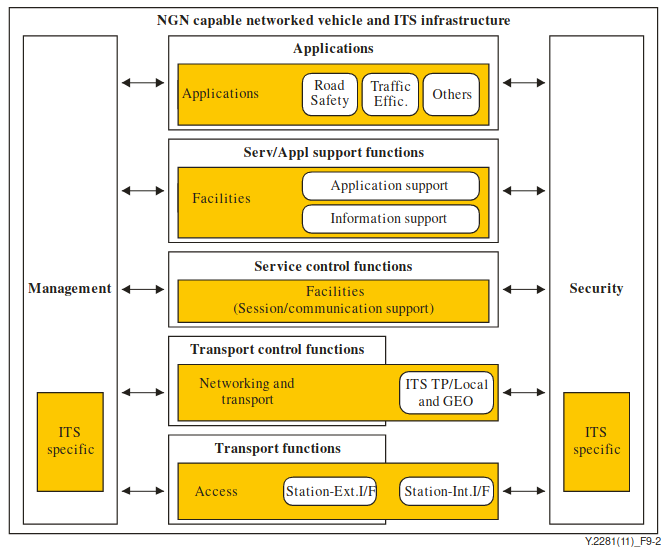 NGN capable networked vehicle and ITS infrastructure
Management
ITS
specific
Applications
Applications
Road
Safety
Traffic
Effic.
Others
Serv/Appl support functions
Facilities
Application support
Information support
Service control functions
Facilities
(Session/communication support)
Transport control functions
Networking and
transport
ITS TP/Local
and GEO
Transport functions
Access
Station-Ext.I/F
Station-Int.I/F
Security
ITS
specific
Y.2281(11)_F9-2